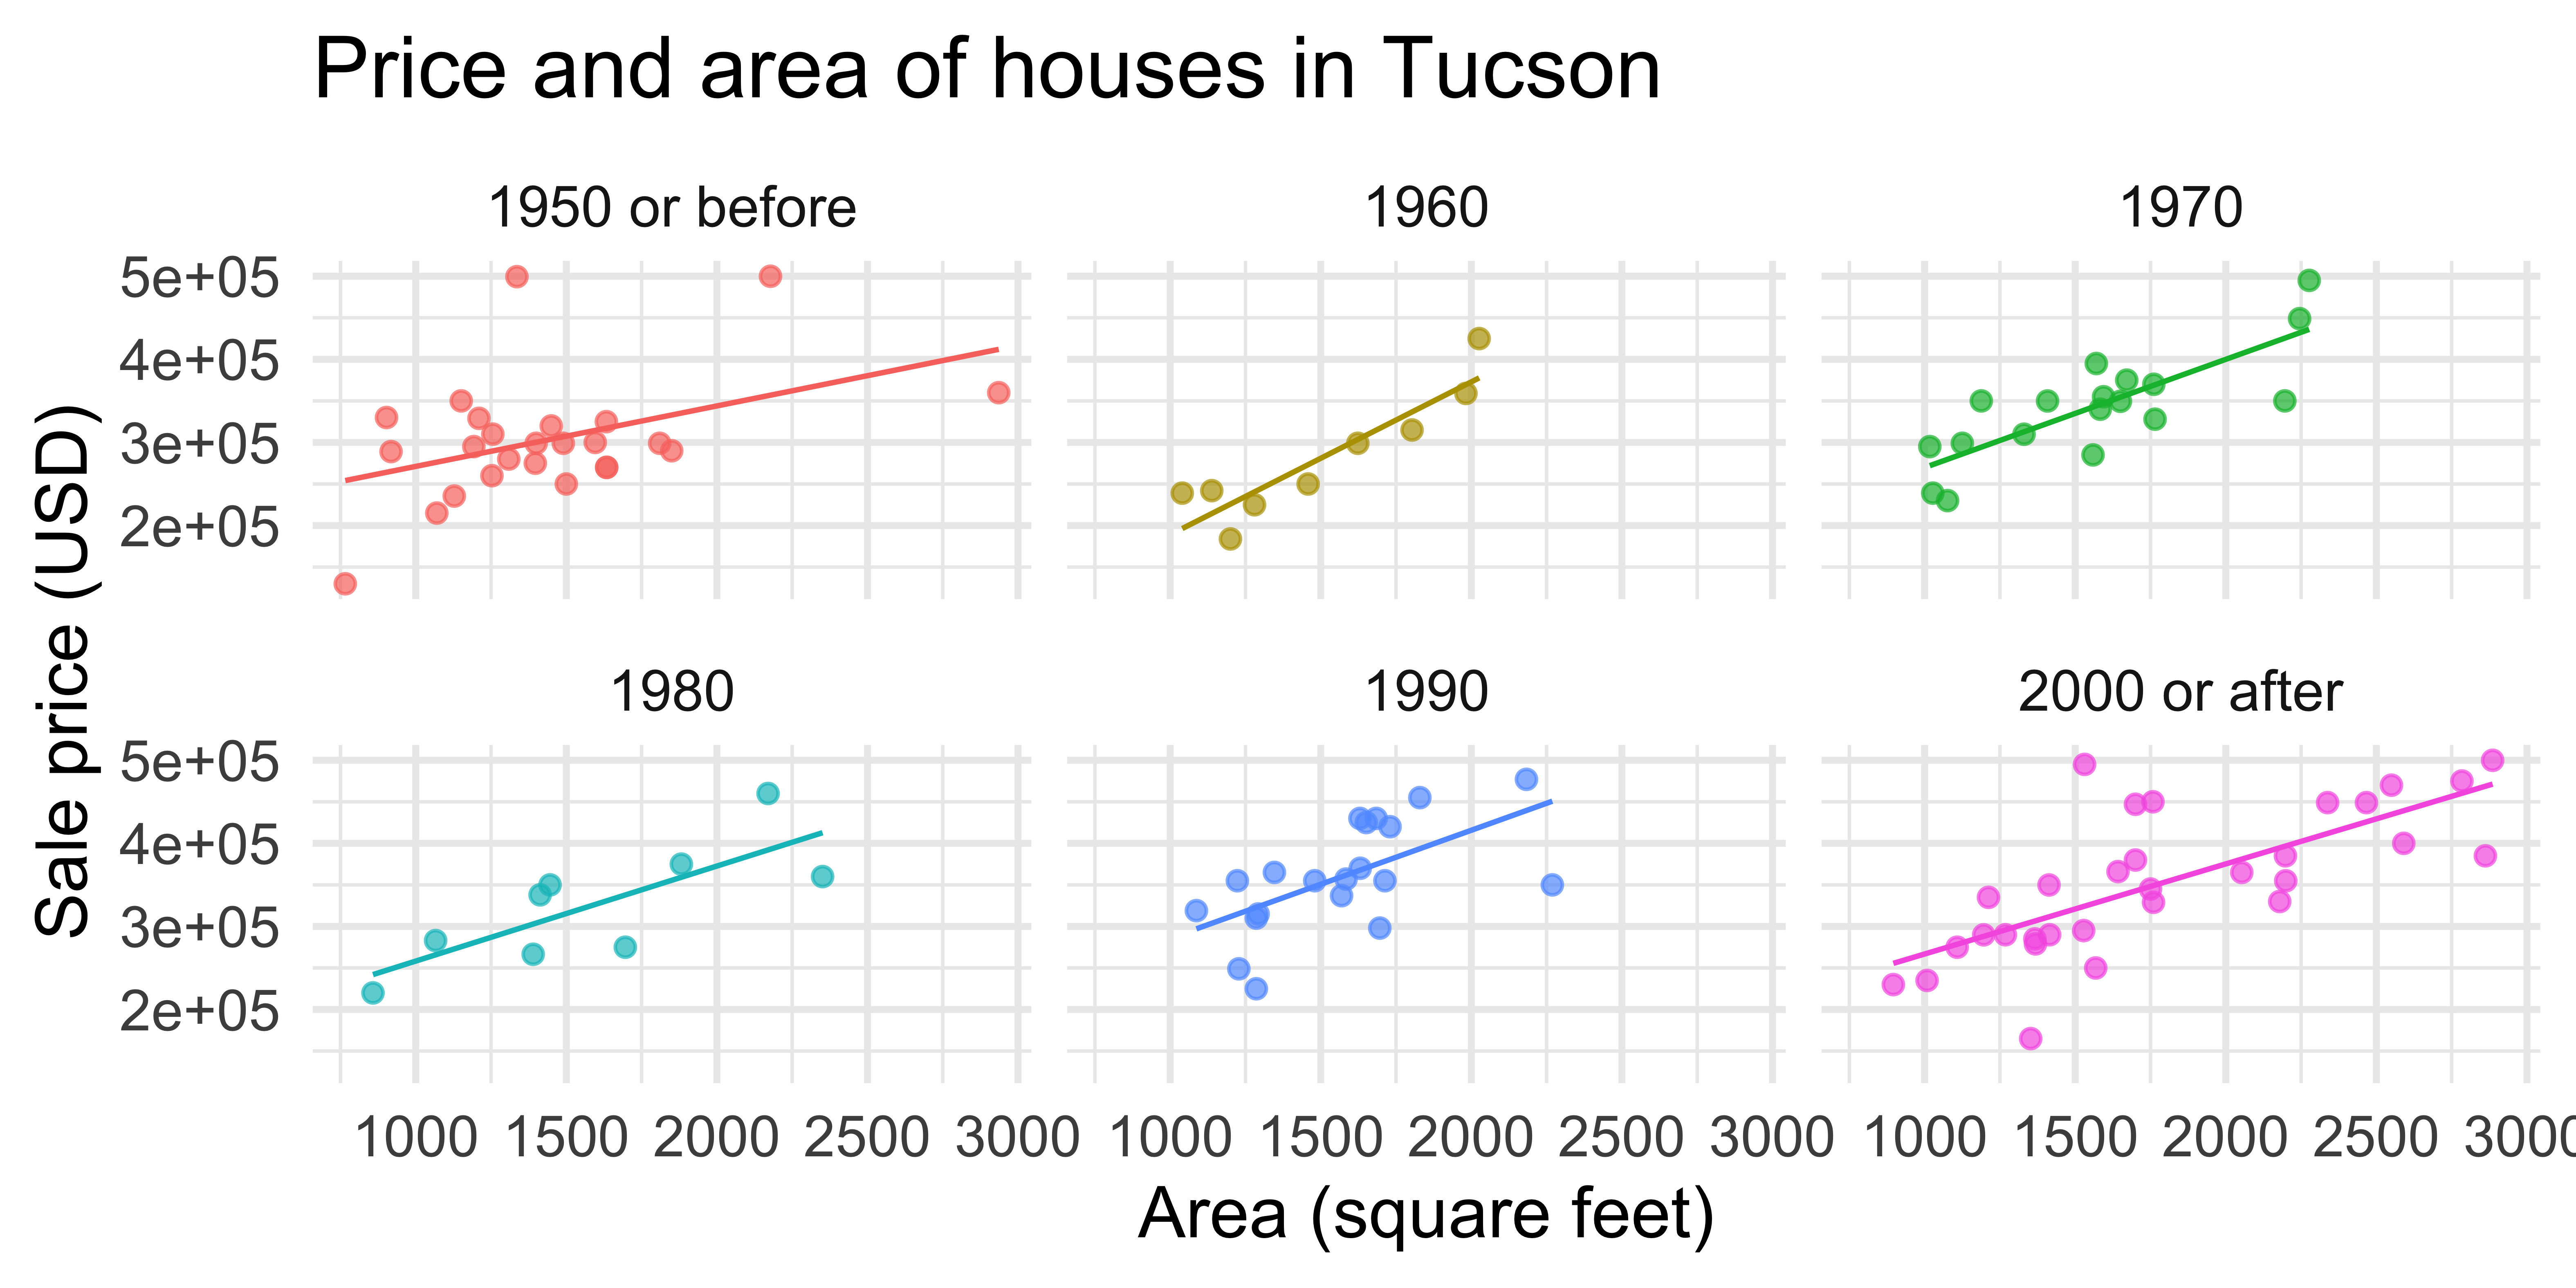 Price and area of houses in Tucson
1950 or before
1960
1970
5e+05
4e+05
3e+05
2e+05
1980
1990
2000 or after
5e+05
4e+05
3e+05
2e+05
1000 1500 2000 2500 3000 1000 1500 2000 2500 3000 1000 1500 2000 2500 3000
Area (square feet)
Sale price (USD)